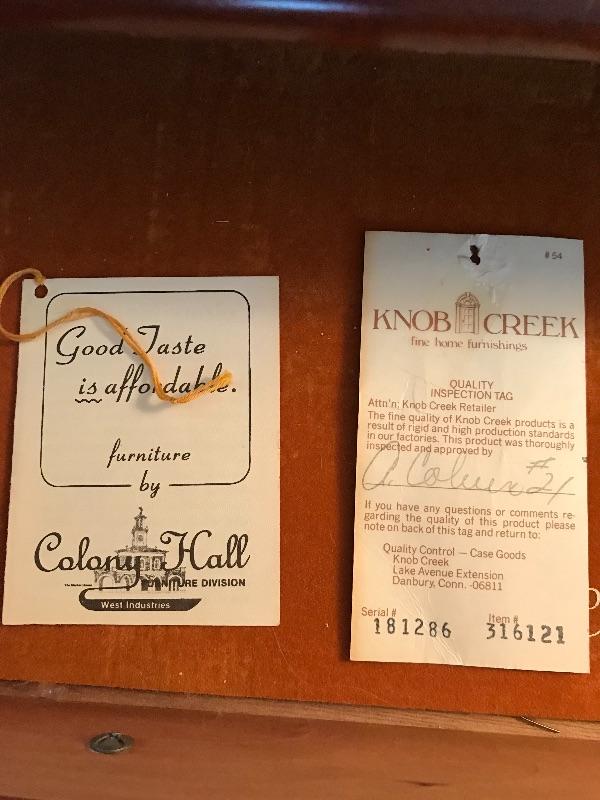 Good Taste
is affordable.
furniture
by
Colony Hall
FURNITURE DIVISION
West Industries
#54
KNOB CREEK
fine home furnishings
QUALITY
INSPECTION TAG
Attn'n: Knob Creek Retailer
The fine quality of Knob Creek products is a
result of rigid and high production standards
in our factories. This product was thoroughly
inspected and approved by
#21
If you have any questions or comments re-
garding the quality of this product please
note on back of this tag and return to:
Quality Control — Case Goods
Knob Creek
Lake Avenue Extension
Danbury, Conn. -06811
Serial #
181286
Item #
316121